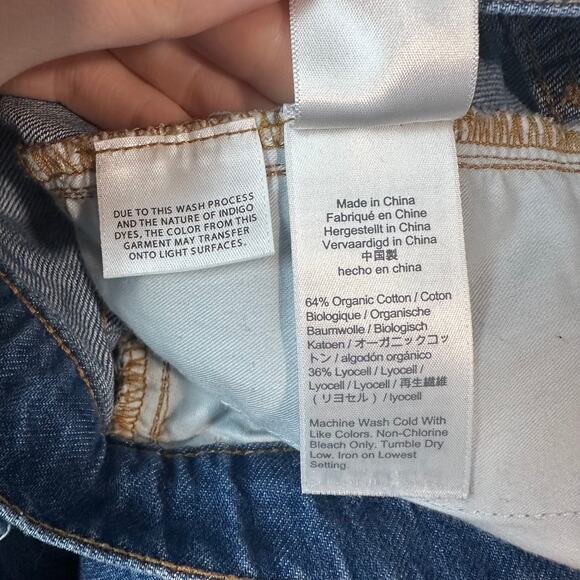 DUE TO THIS WASH PROCESS
AND THE NATURE OF INDIGO
DYES, THE COLOR FROM THIS
GARMENT MAY TRANSFER
ONTO LIGHT SURFACES.
Made in China
Fabriqué en Chine
Hergestellt in China
Vervaardigd in China
中国製
hecho en china
64% Organic Cotton / Coton
Biologique / Organische
Baumwolle / Biologisch
Katoen / オーガニックコッ
トン / algodón orgánico
36% Lyocell / Lyocell /
Lyocell / Lyocell / 再生繊維
(リヨセル) / lyocell
Machine Wash Cold With
Like Colors. Non-Chlorine
Bleach Only. Tumble Dry
Low. Iron on Lowest
Setting.